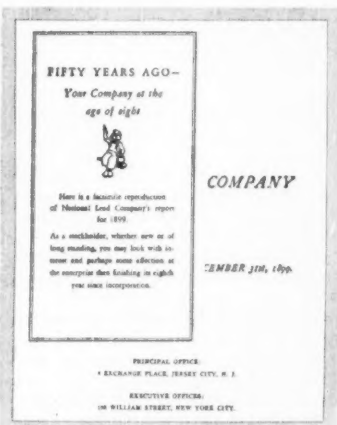 FIFTY YEARS AGO—
Your Company at the
age of eight
Here is a facsimile reproduction
of National Lead Company's report
for 1899.
As a stockholder, whether new or of
long standing, you may look with in-
terest and perhaps some affection at
the enterprise then finishing its eighth
year since incorporation.
COMPANY
CEMBER 31st, 1899.
PRINCIPAL OFFICE:
1 EXCHANGE PLACE, JERSEY CITY, N. J.
EXECUTIVE OFFICES:
100 WILLIAM STREET, NEW YORK CITY.